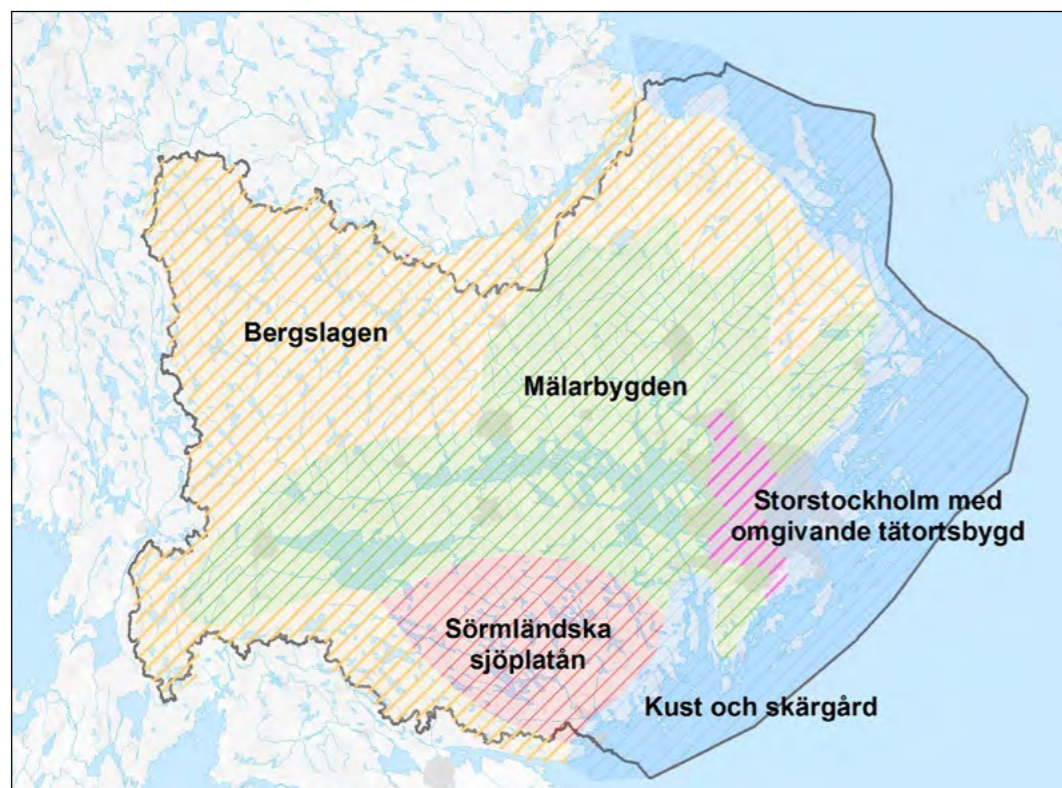 Bergslagen
Mälarbygden
Storstockholm med
omgivande tätortsbygd
Sörmländska
sjöplatån
Kust och skärgård